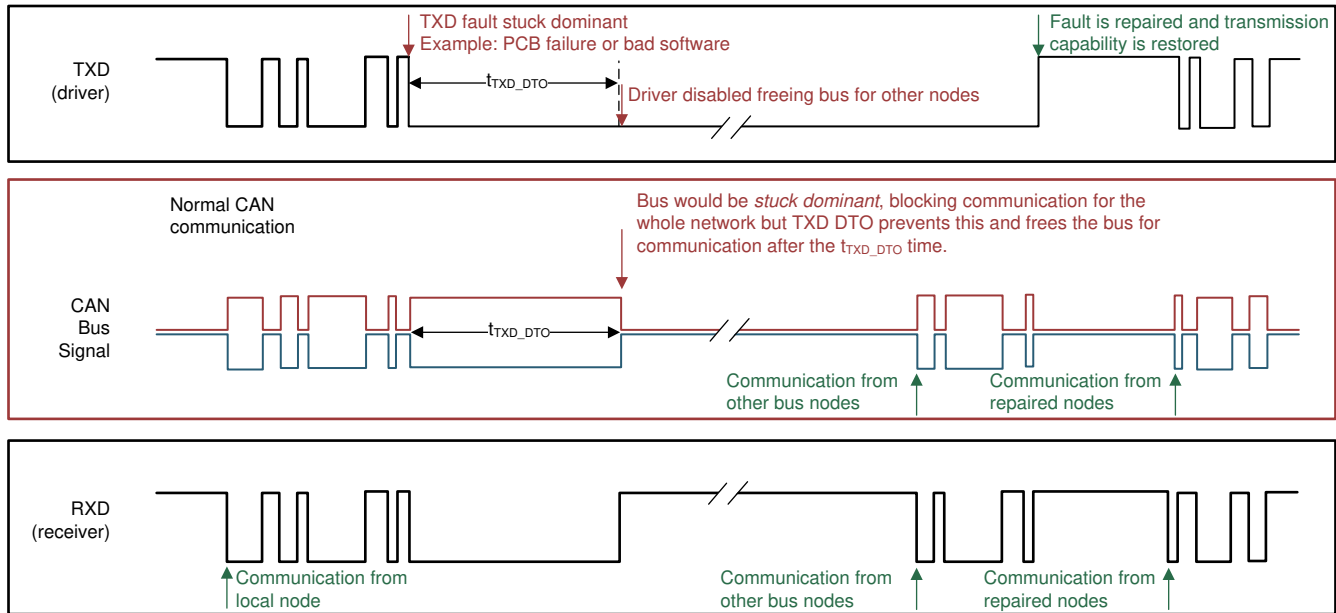 TXD fault stuck dominant
Example: PCB failure or bad software
Fault is repaired and transmission
capability is restored
TXD
(driver)
tTXD_DTO
Driver disabled freeing bus for other nodes
Normal CAN
communication
Bus would be stuck dominant, blocking communication for the
whole network but TXD DTO prevents this and frees the bus for
communication after the tTXD_DTO time.
CAN
Bus
Signal
tTXD_DTO
Communication from
other bus nodes
Communication from
repaired nodes
RXD
(receiver)
Communication from
local node
Communication from
other bus nodes
Communication from
repaired nodes